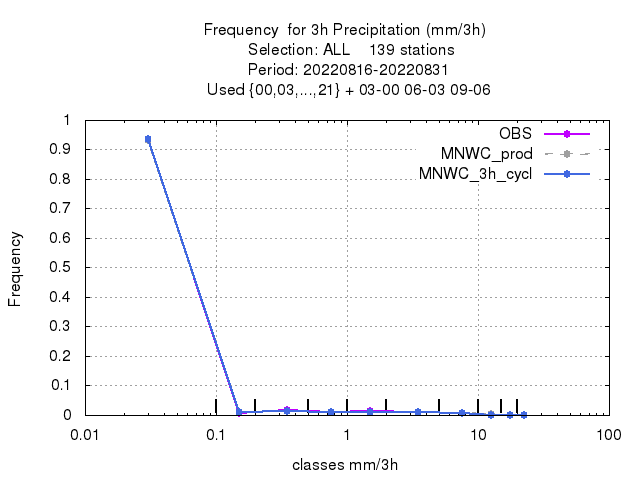 Frequency  for 3h Precipitation (mm/3h)
Selection: ALL    139 stations
Period: 20220816-20220831
Used {00,03,...,21} + 03-00 06-03 09-06
OBS
MNWC_prod
MNWC_3h_cycl
1
0.9
0.8
0.7
0.6
0.5
0.4
0.3
0.2
0.1
0
Frequency
0.01 0.1 1 10 100
classes mm/3h